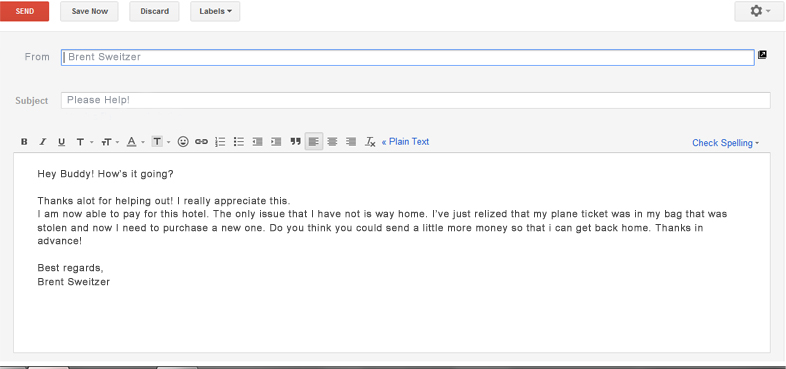 SEND Save Now Discard Labels
From Brent Sweitzer
Subject Please Help!
B I U T T A T « Plain Text Check Spelling
Hey Buddy! How's it going?
Thanks alot for helping out! I really appreciate this.
I am now able to pay for this hotel. The only issue that I have not is way home. I've just relized that my plane ticket was in my bag that was
stolen and now I need to purchase a new one. Do you think you could send a little more money so that i can get back home. Thanks in
advance!
Best regards,
Brent Sweitzer